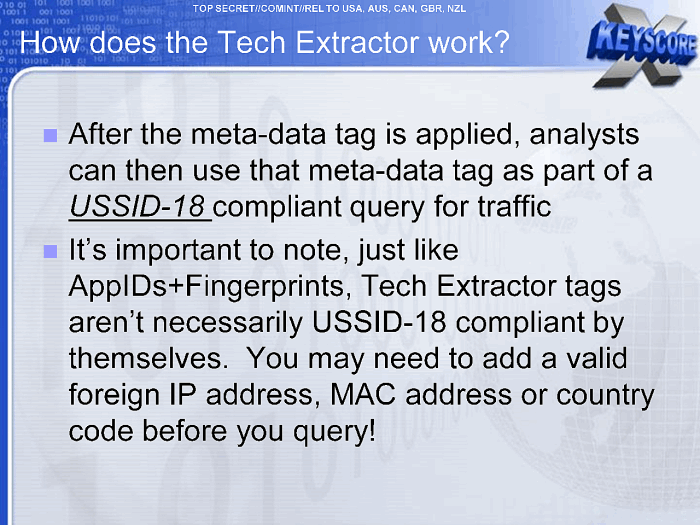 TOP SECRET//COMINT//REL TO USA, AUS, CAN, GBR, NZL
How does the Tech Extractor work?
X KEYSCORE
After the meta-data tag is applied, analysts
can then use that meta-data tag as part of a
USSID-18 compliant query for traffic
It's important to note, just like
AppIDs+Fingerprints, Tech Extractor tags
aren't necessarily USSID-18 compliant by
themselves.  You may need to add a valid
foreign IP address, MAC address or country
code before you query!